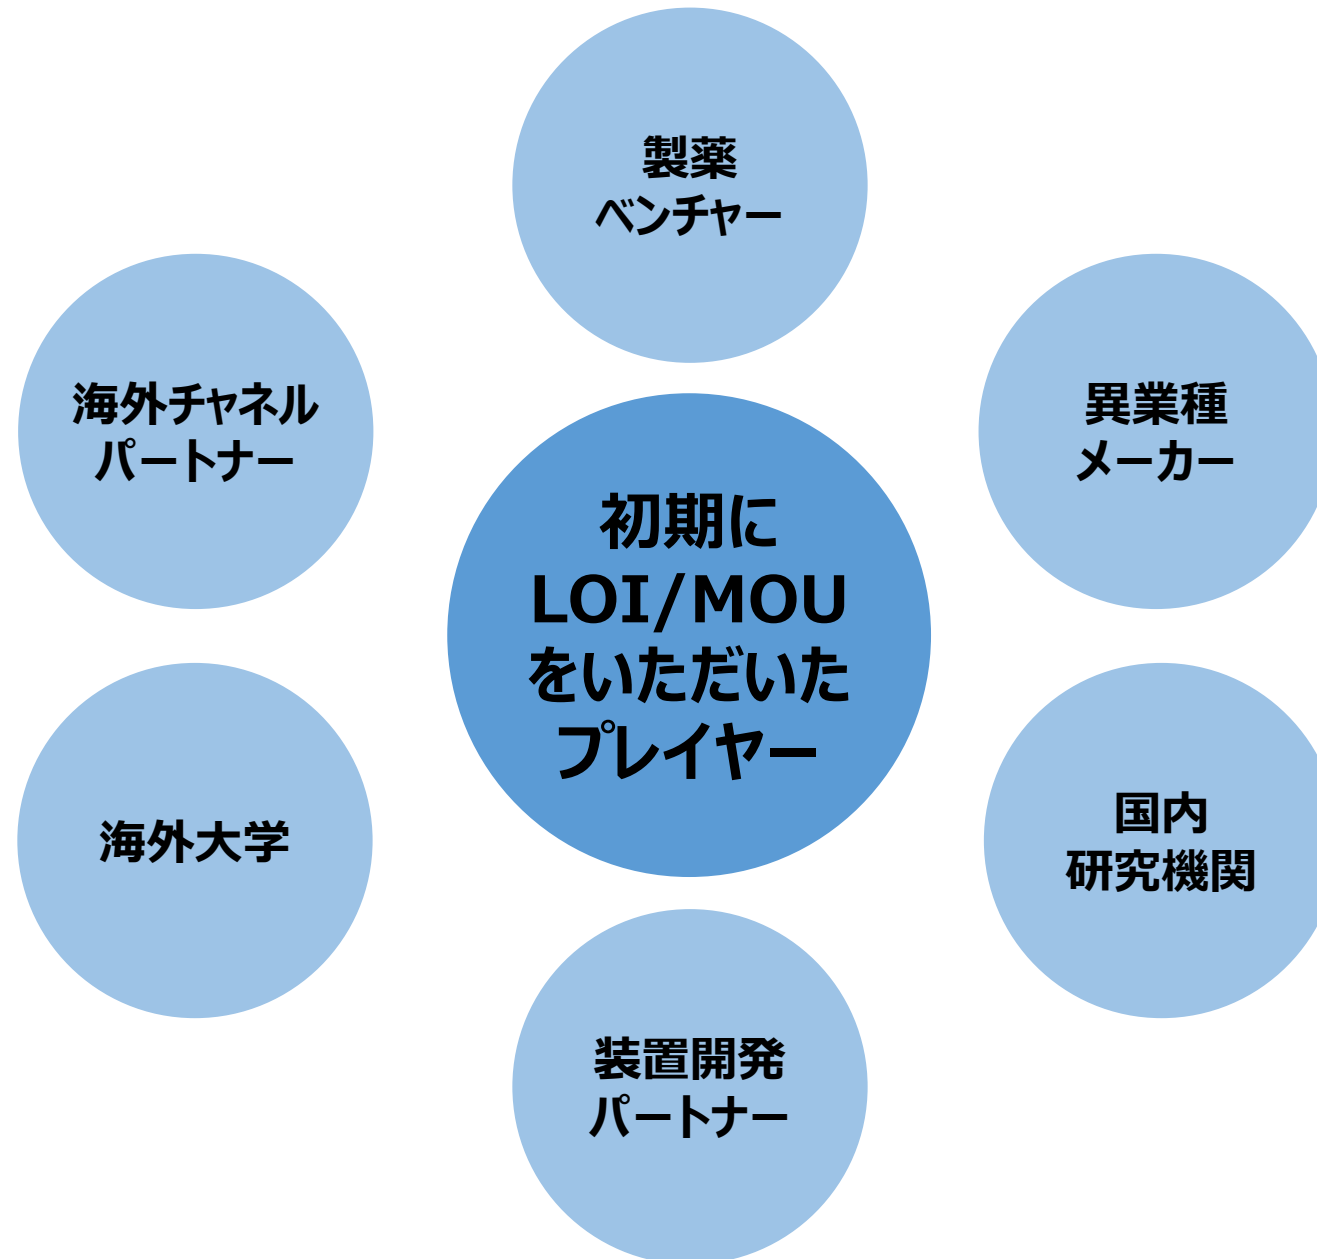 製薬
ベンチャー
海外チャネル
パートナー
異業種
メーカー
初期に
LOI/MOU
をいただいた
プレイヤー
海外大学
国内
研究機関
装置開発
パートナー